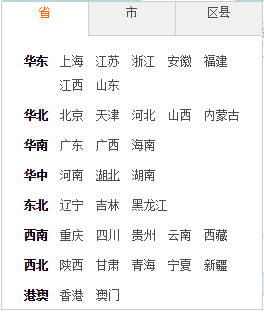 省 市 区县
华东 上海 江苏 浙江 安徽 福建
江西 山东
华北 北京 天津 河北 山西 内蒙古
华南 广东 广西 海南
华中 河南 湖北 湖南
东北 辽宁 吉林 黑龙江
西南 重庆 四川 贵州 云南 西藏
西北 陕西 甘肃 青海 宁夏 新疆
港澳 香港 澳门